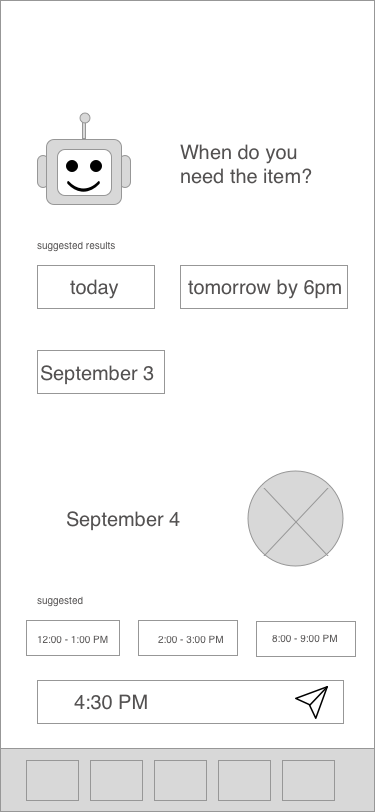 When do you
need the item?
suggested results
today
tomorrow by 6pm
September 3
September 4
suggested
12:00 - 1:00 PM
2:00 - 3:00 PM
8:00 - 9:00 PM
4:30 PM